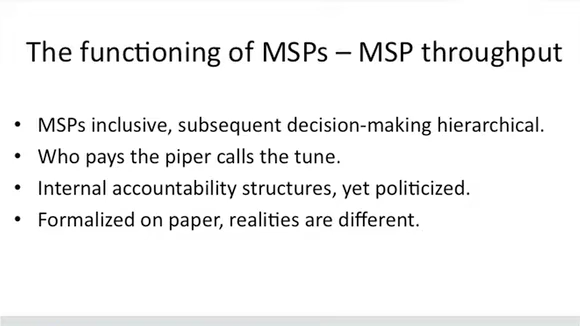 The functioning of MSPs – MSP throughput
• MSPs inclusive, subsequent decision-making hierarchical.
• Who pays the piper calls the tune.
• Internal accountability structures, yet politicized.
• Formalized on paper, realities are different.